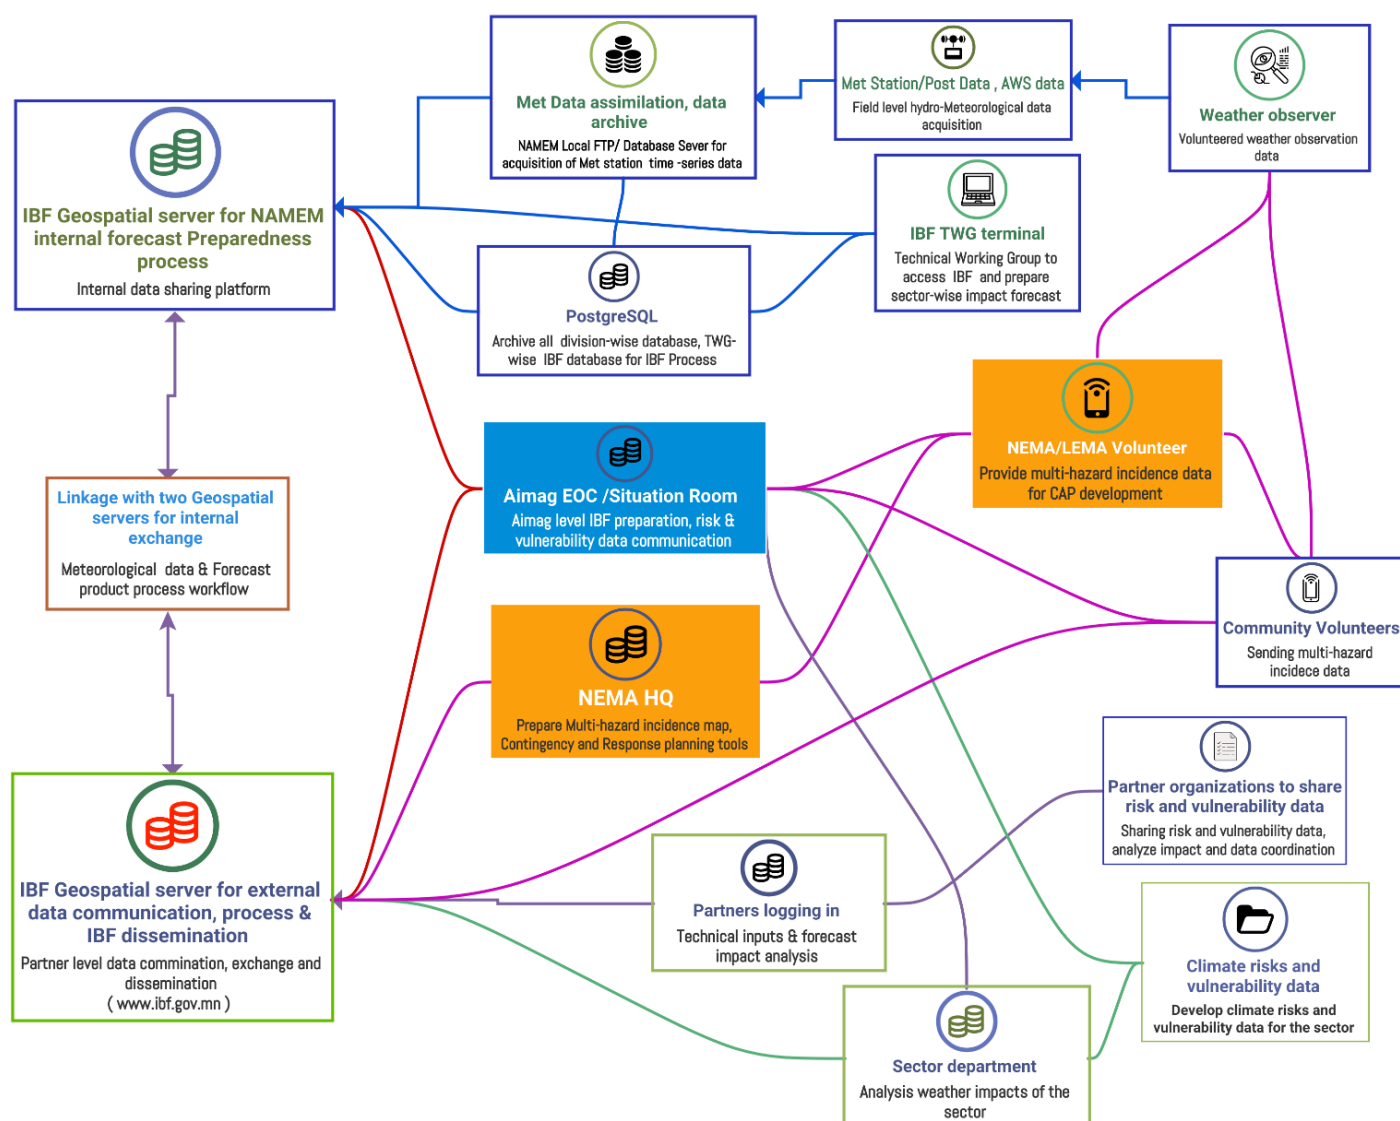 Met Data assimilation, data
archive
NAMEM Local FTP/ Database Sever for
acquisition of Met station time -series data
Met Station/Post Data , AWS data
Field level hydro-Meteorological data
acquisition
Weather observer
Volunteered weather observation
data
IBF Geospatial server for NAMEM
internal forecast Preparedness
process
Internal data sharing platform
IBF TWG terminal
Technical Working Group to
access IBF and prepare
sector-wise impact forecast
PostgreSQL
Archive all division-wise database, TWG-
wise IBF database for IBF Process
NEMA/LEMA Volunteer
Provide multi-hazard incidence data
for CAP development
Aimag EOC /Situation Room
Aimag level IBF preparation, risk &
vulnerability data communication
Linkage with two Geospatial
servers for internal
exchange
Meteorological data & Forecast
product process workflow
Community Volunteers
Sending multi-hazard
incidece data
NEMA HQ
Prepare Multi-hazard incidence map,
Contingency and Response planning tools
Partner organizations to share
risk and vulnerability data
Sharing risk and vulnerability data,
analyze impact and data coordination
IBF Geospatial server for external
data communication, process &
IBF dissemination
Partner level data commination, exchange and
dissemination
( www.ibf.gov.mn )
Partners logging in
Technical inputs & forecast
impact analysis
Climate risks and
vulnerability data
Develop climate risks and
vulnerability data for the sector
Sector department
Analysis weather impacts of the
sector